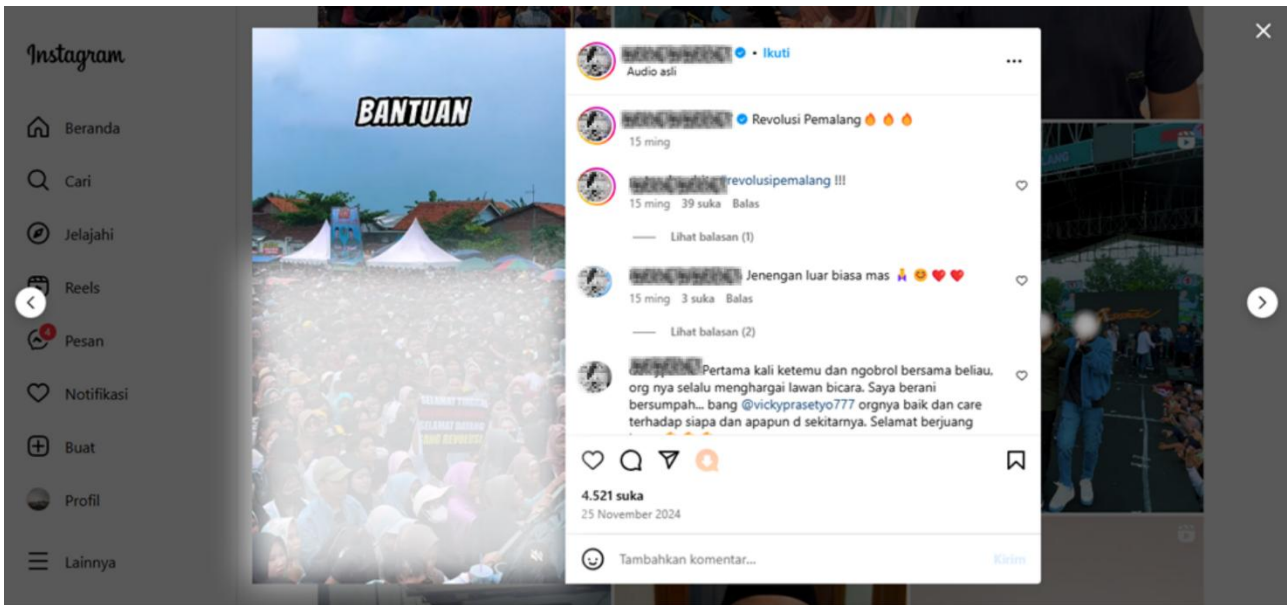 Instagram
Beranda
Cari
Jelajahi
Reels
4
Pesan
Notifikasi
Buat
Profil
Lainnya
BANTUAN
SELAMAT
SELAMAT
• Ikuti
Audio asli
Revolusi Pemalang 🔥 🔥 🔥
15 ming
revolusipemalang !!!
15 ming 39 suka Balas
Lihat balasan (1)
Jenengan luar biasa mas
15 ming 3 suka Balas
Lihat balasan (2)
Pertama kali ketemu dan ngobrol bersama beliau,
org nya selalu menghargai lawan bicara. Saya berani
bersumpah... bang @vickyprasetyo777 orgnya baik dan care
terhadap siapa dan apapun d sekitarnya. Selamat berjuang
4.521 suka
25 November 2024
Tambahkan komentar...
Kirim